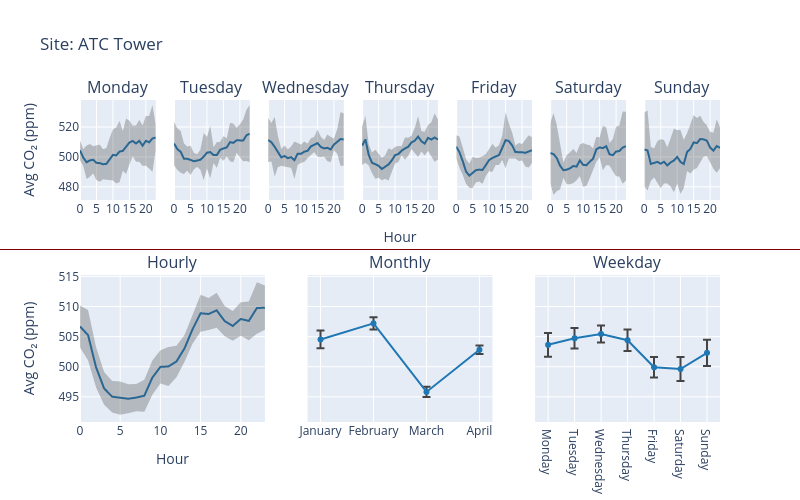 Site: ATC Tower
Monday Tuesday Wednesday Thursday Friday Saturday Sunday
Avg CO₂ (ppm)
520
500
480
0 5 10 15 20 0 5 10 15 20 0 5 10 15 20 0 5 10 15 20 0 5 10 15 20 0 5 10 15 20 0 5 10 15 20
Hour
Hourly Monthly Weekday
Avg CO₂ (ppm)
515
510
505
500
495
0 5 10 15 20
Hour
January February March April
Monday
Tuesday
Wednesday
Thursday
Friday
Saturday
Sunday